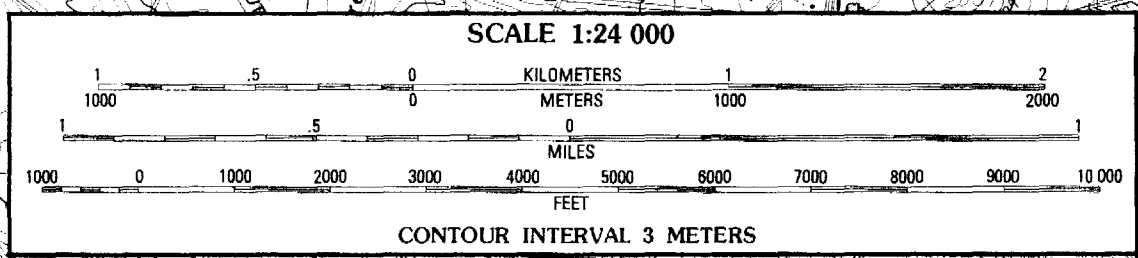 SCALE 1:24 000
1 .5 0 KILOMETERS 1 2
1000 0 METERS 1000 2000
1 .5 0 1
MILES
1000 0 1000 2000 3000 4000 5000 6000 7000 8000 9000 10 000
FEET
CONTOUR INTERVAL 3 METERS